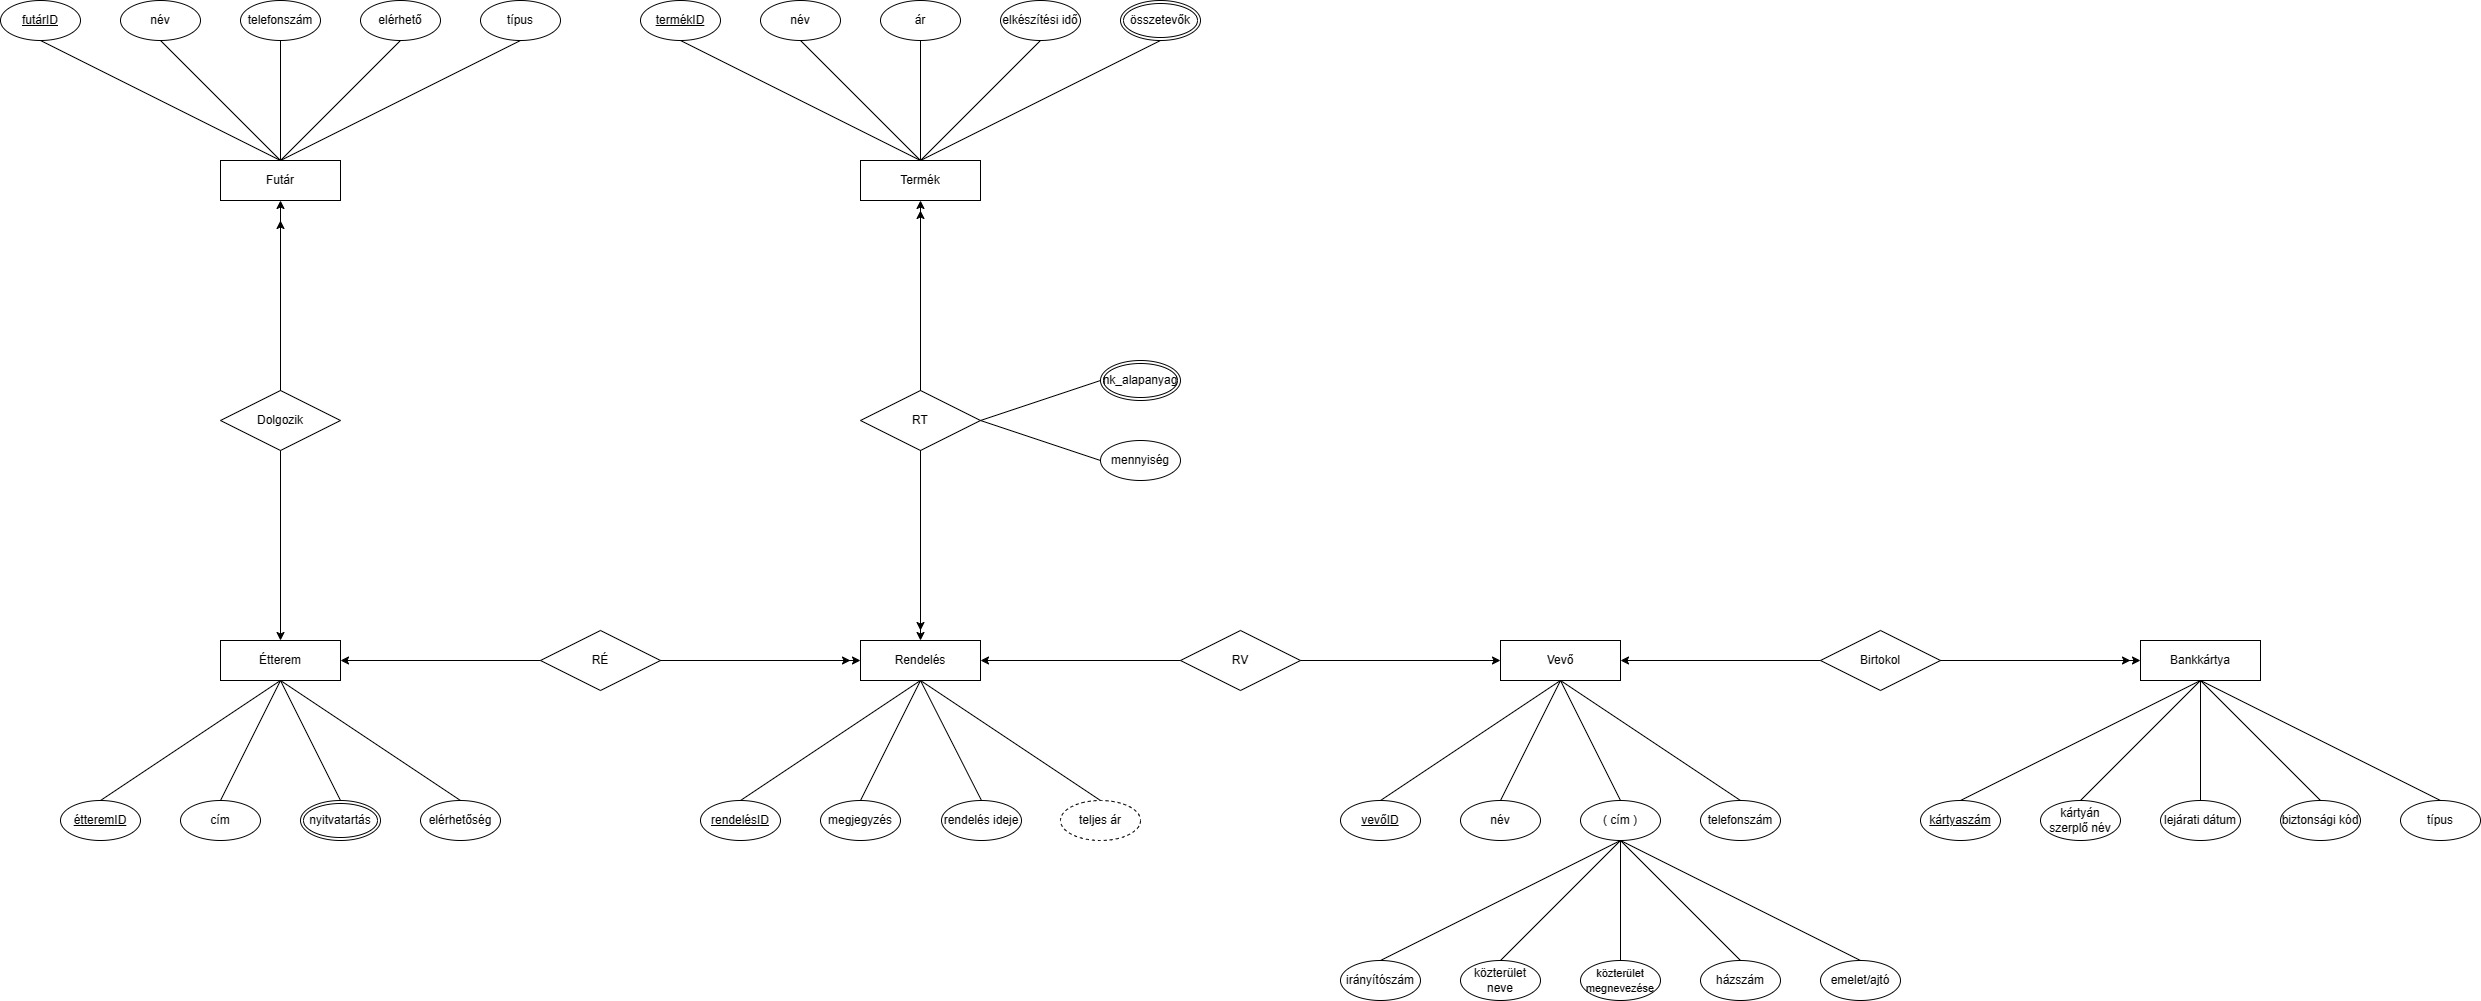 futárID
név
telefonszám
elérhető
típus
termékID
név
ár
elkészítési idő
összetevők
Futár
Termék
nk_alapanyag
Dolgozik
RT
mennyiség
Étterem
RÉ
Rendelés
RV
Vevő
Birtokol
Bankkártya
étteremID
cím
nyitvatartás
elérhetőség
rendelésID
megjegyzés
rendelés ideje
teljes ár
vevőID
név
( cím )
telefonszám
kártyaszám
kártyán
szerplő név
lejárati dátum
biztonsági kód
típus
irányítószám
közterület
neve
közterület
megnevezése
házszám
emelet/ajtó